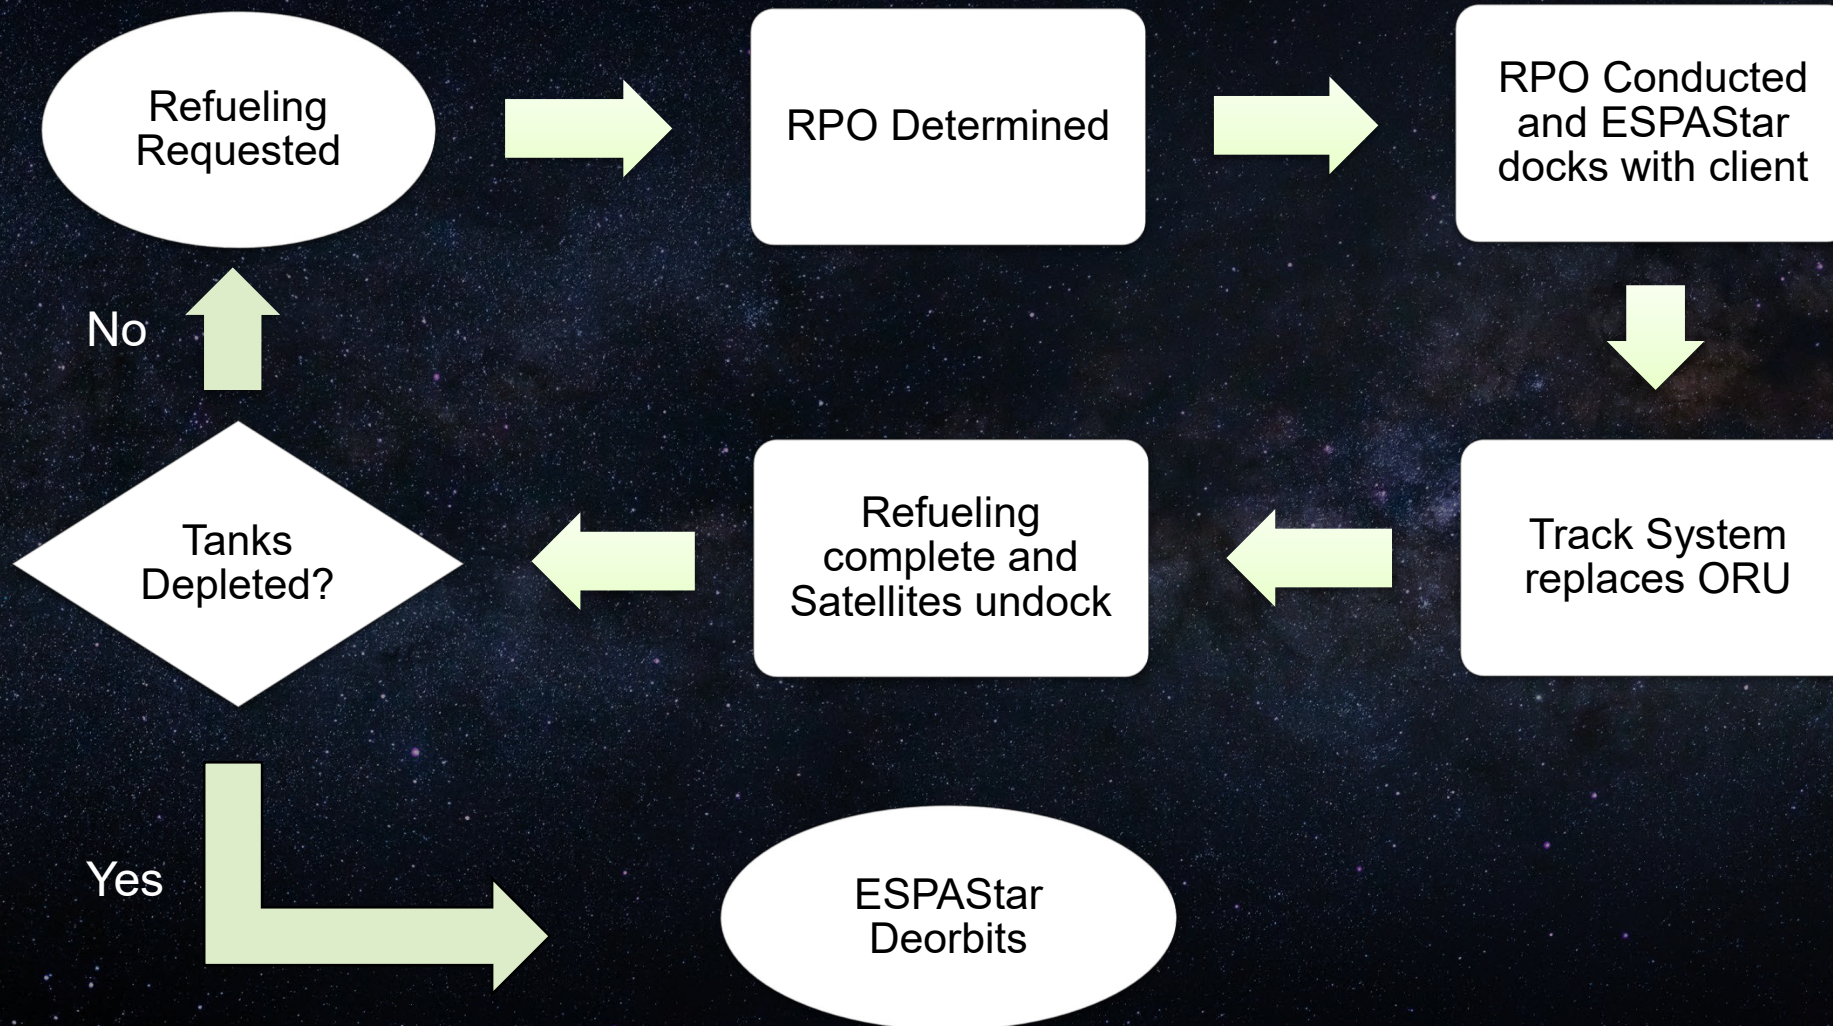 Refueling
Requested
RPO Determined
RPO Conducted
and ESPAStar
docks with client
No
Tanks
Depleted?
Refueling
complete and
Satellites undock
Track System
replaces ORU
Yes
ESPAStar
Deorbits